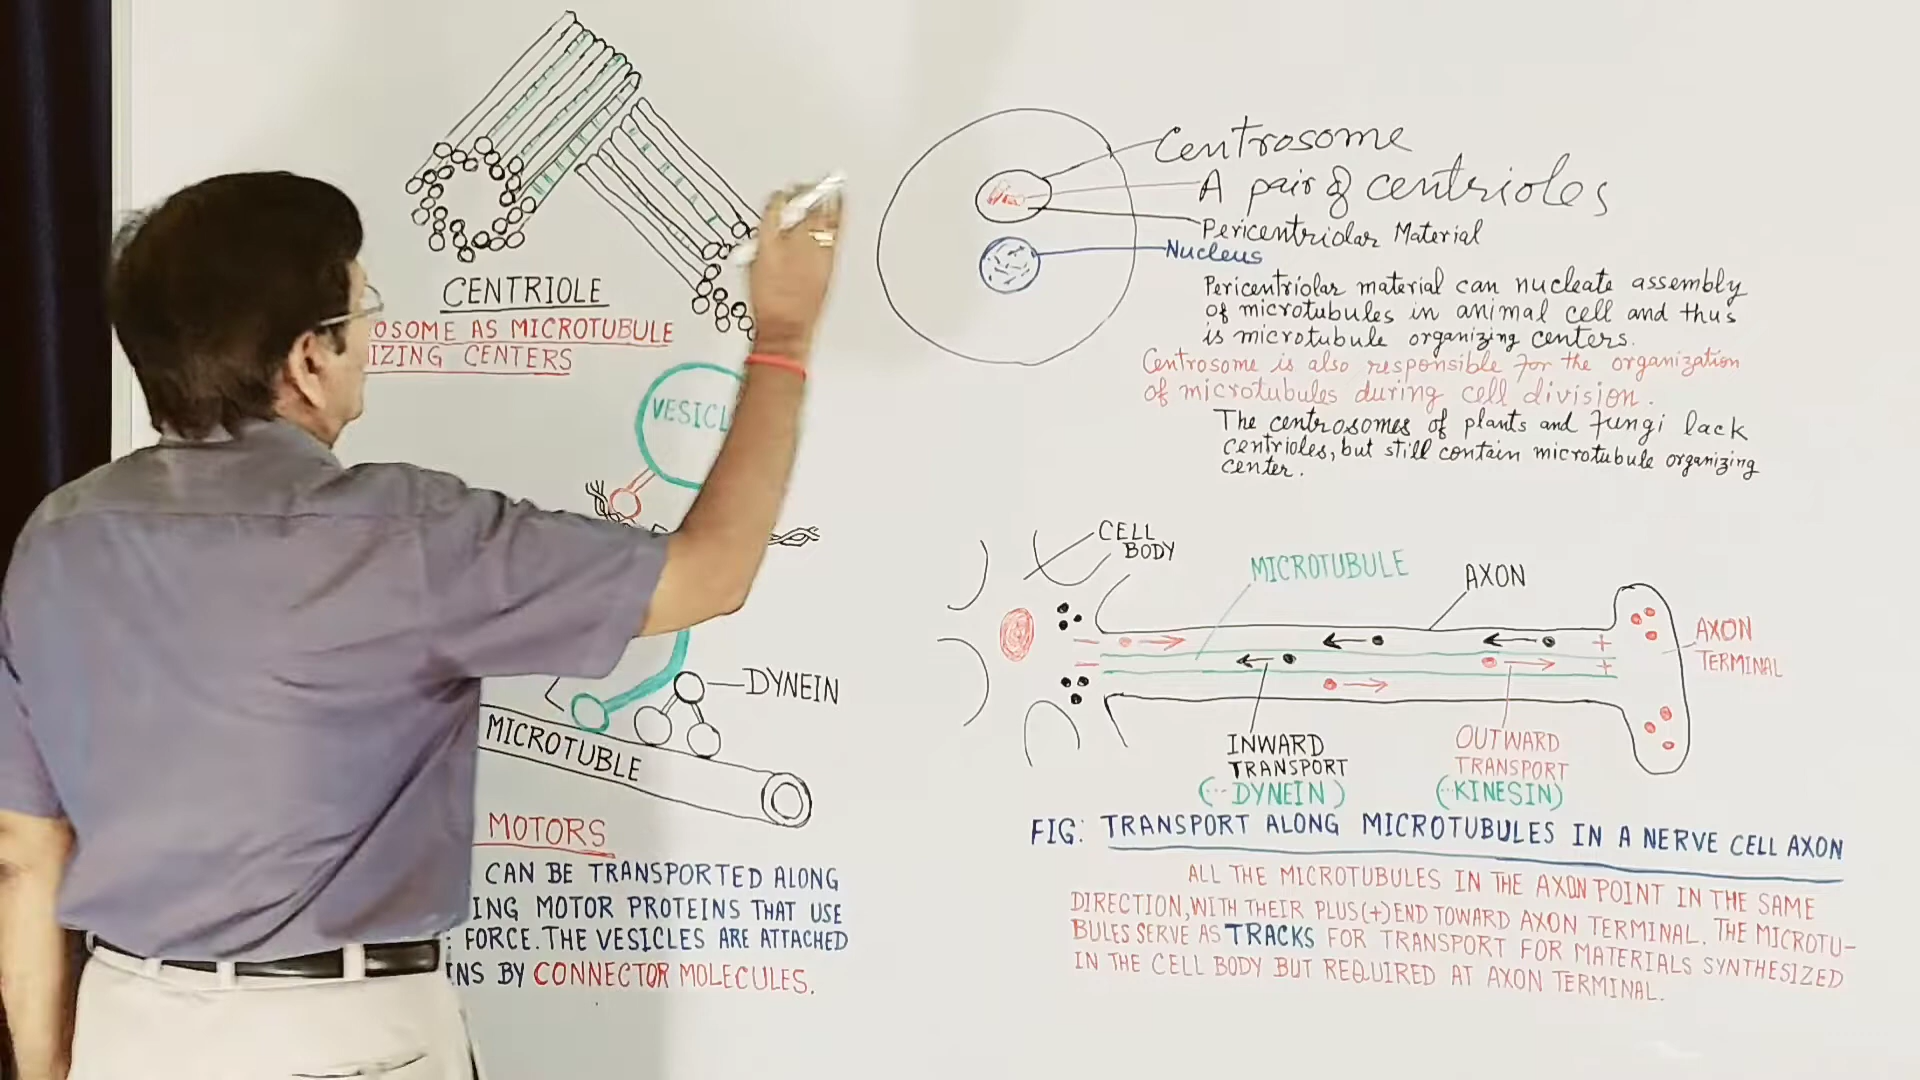 CENTRIOLE
OSOME AS MICROTUBULE
IZING CENTERS
VESICL
DYNEIN
MICROTUBLE
MOTORS
CAN BE TRANSPORTED ALONG
ING MOTOR PROTEINS THAT USE
FORCE. THE VESICLES ARE ATTACHED
NS BY CONNECTOR MOLECULES.
Centrosome
A pair of centrioles
Pericentriolar Material
Nucleus
Pericentriolar material can nucleate assembly
of microtubules in animal cell and thus
is microtubule organizing centers.
Centrosome is also responsible for the organization
of microtubules during cell division.
The centrosomes of plants and fungi lack
centrioles, but still contain microtubule organizing
center.
CELL
BODY
MICROTUBULE
AXON
AXON
TERMINAL
+
+
INWARD
TRANSPORT
(··DYNEIN)
OUTWARD
TRANSPORT
(··KINESIN)
FIG: TRANSPORT ALONG MICROTUBULES IN A NERVE CELL AXON
ALL THE MICROTUBULES IN THE AXON POINT IN THE SAME
DIRECTION, WITH THEIR PLUS(+) END TOWARD AXON TERMINAL. THE MICROTU-
BULES SERVE AS TRACKS FOR TRANSPORT FOR MATERIALS SYNTHESIZED
IN THE CELL BODY BUT REQUIRED AT AXON TERMINAL.